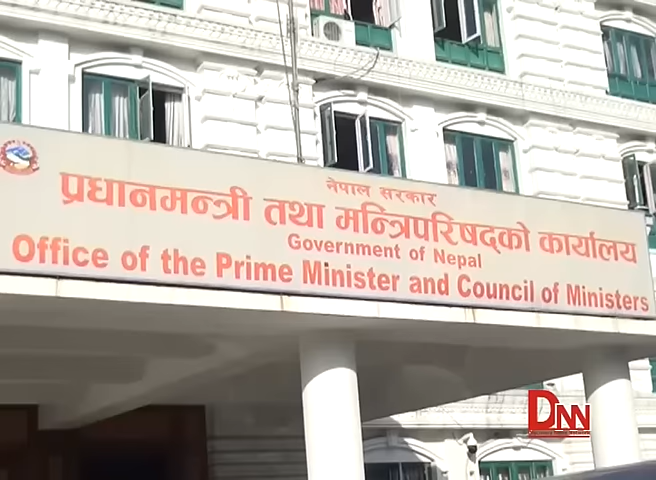 नेपाल सरकार
प्रधानमन्त्री तथा मन्त्रिपरिषद्को कार्यालय
Government of Nepal
Office of the Prime Minister and Council of Ministers
DNN